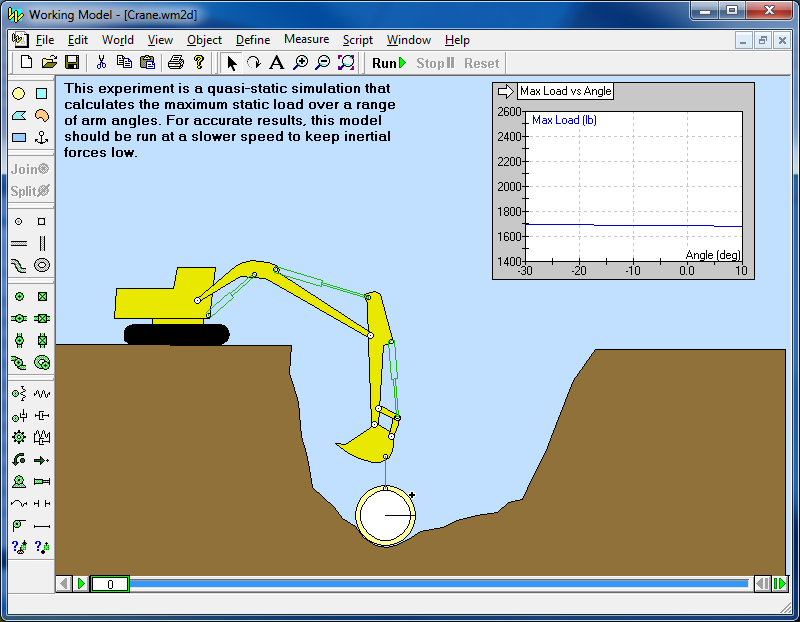 Working Model - [Crane.wm2d]
File Edit World View Object Define Measure Script Window Help
Run Stop Reset
This experiment is a quasi-static simulation that
calculates the maximum static load over a range
of arm angles. For accurate results, this model
should be run at a slower speed to keep inertial
forces low.
Max Load vs Angle
Max Load (lb)
2600
2400
2200
2000
1800
1600
1400
Angle (deg)
-30 -20 -10 0.0 10
Join
Split
0